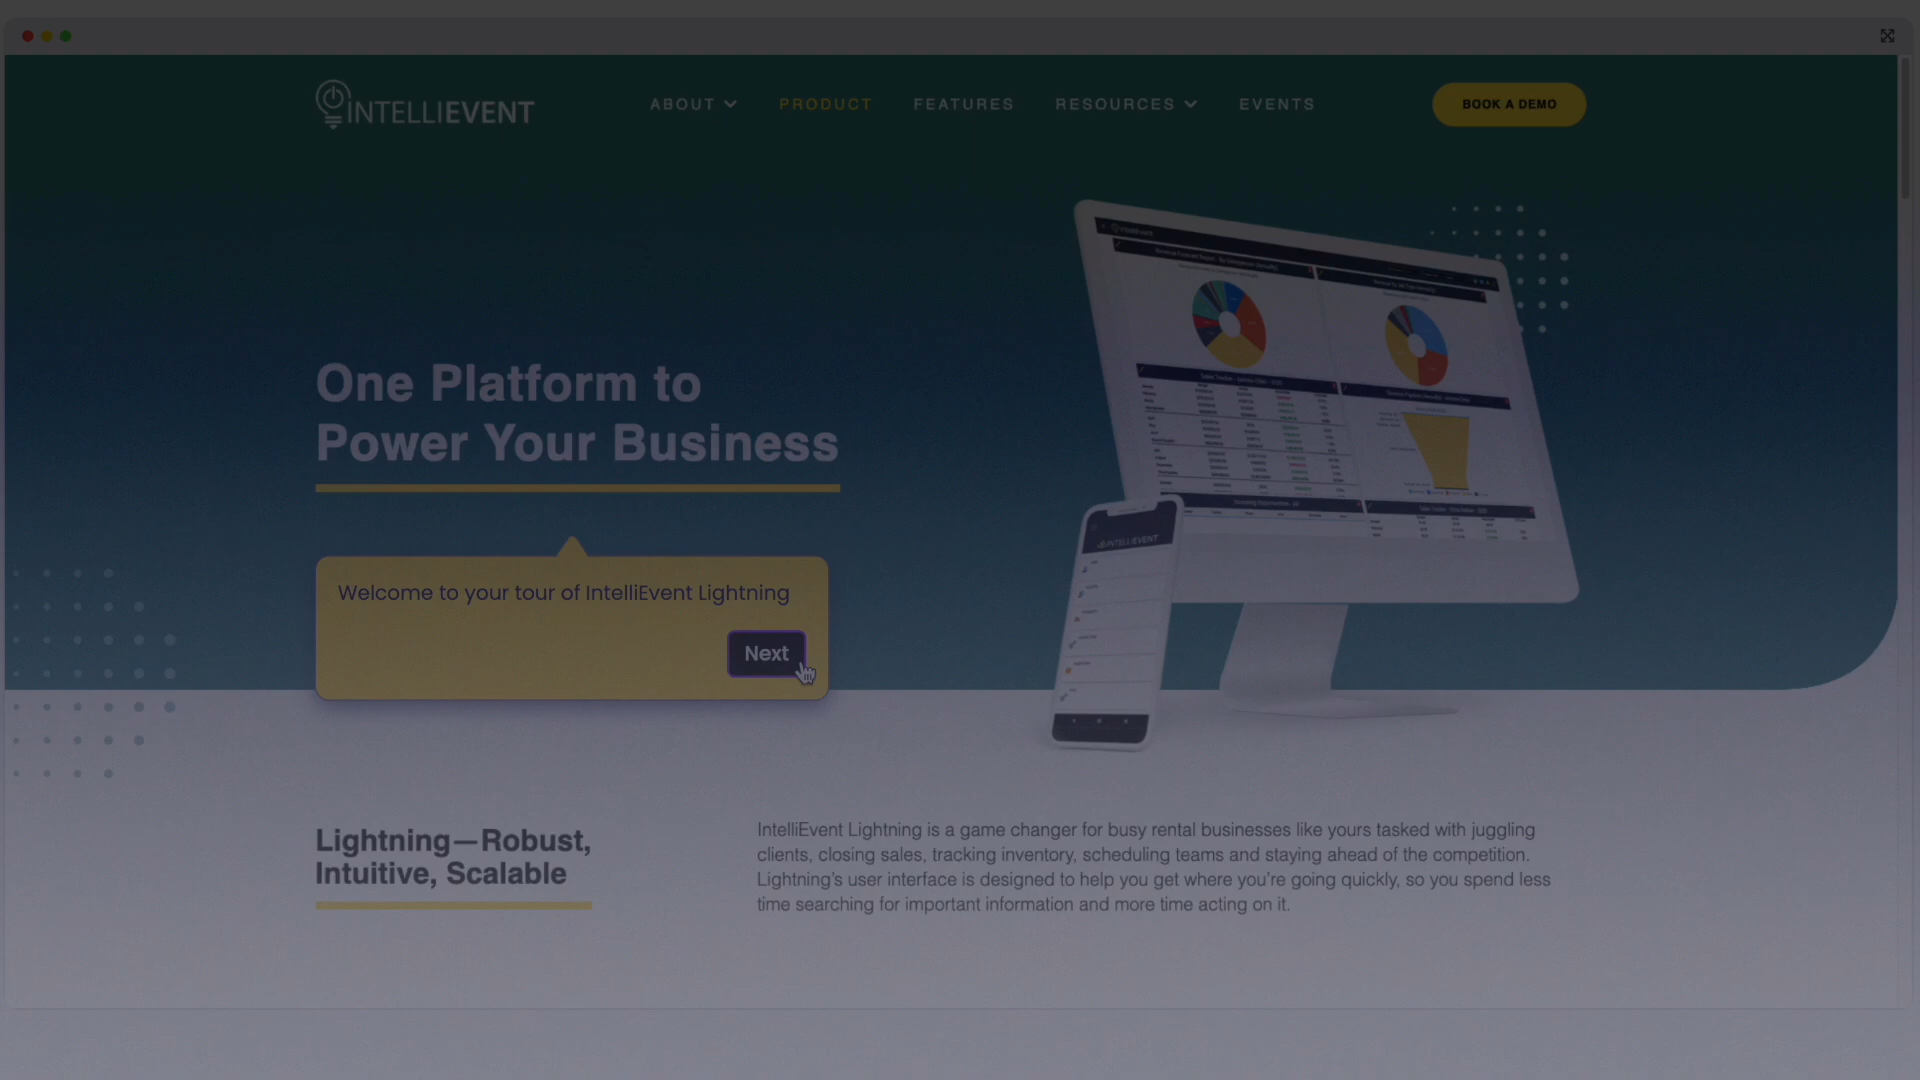 INTELLIEVENT
ABOUT
PRODUCT
FEATURES
RESOURCES
EVENTS
BOOK A DEMO
One Platform to
Power Your Business
Welcome to your tour of IntelliEvent Lightning
Next
INTELLIEVENT
Lightning—Robust,
Intuitive, Scalable
IntelliEvent Lightning is a game changer for busy rental businesses like yours tasked with juggling
clients, closing sales, tracking inventory, scheduling teams and staying ahead of the competition.
Lightning's user interface is designed to help you get where you're going quickly, so you spend less
time searching for important information and more time acting on it.